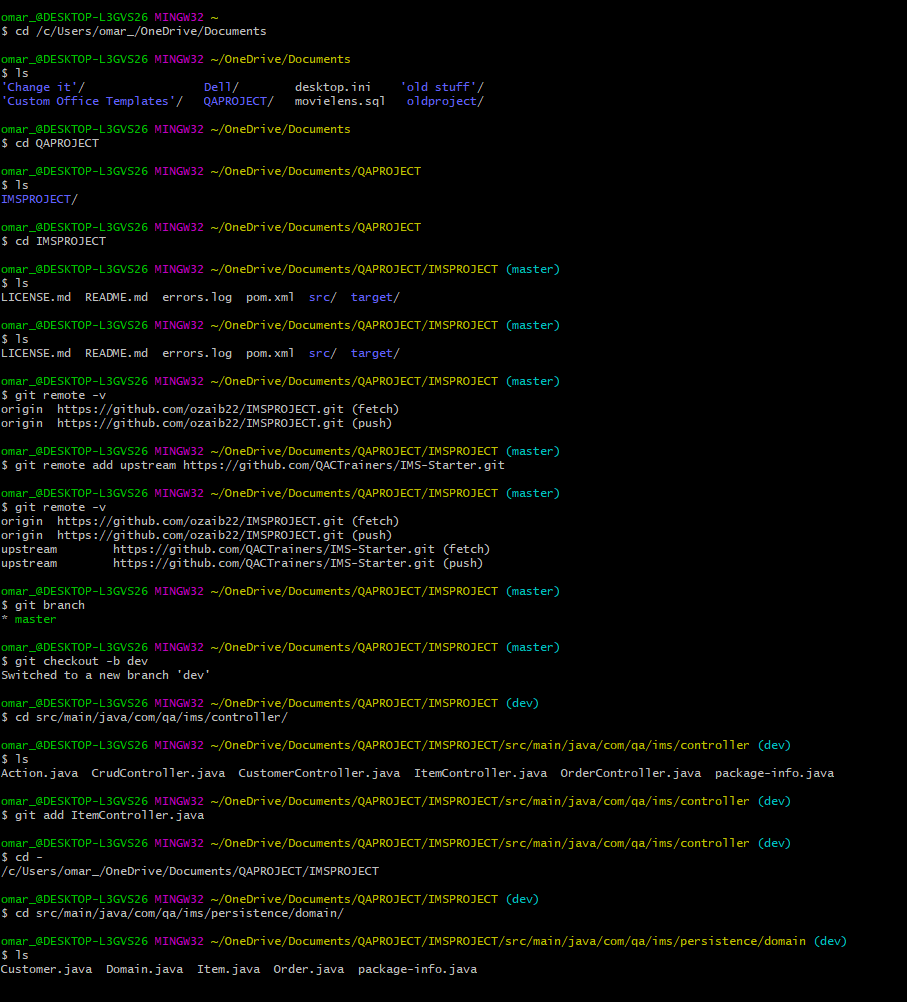 omar_@DESKTOP-L3GVS26 MINGW32 ~
$ cd /c/Users/omar_/OneDrive/Documents
omar_@DESKTOP-L3GVS26 MINGW32 ~/OneDrive/Documents
$ ls
'Change it'/                 Dell/        desktop.ini    'old stuff'/
'Custom Office Templates'/   QAPROJECT/   movielens.sql   oldproject/
omar_@DESKTOP-L3GVS26 MINGW32 ~/OneDrive/Documents
$ cd QAPROJECT
omar_@DESKTOP-L3GVS26 MINGW32 ~/OneDrive/Documents/QAPROJECT
$ ls
IMSPROJECT/
omar_@DESKTOP-L3GVS26 MINGW32 ~/OneDrive/Documents/QAPROJECT
$ cd IMSPROJECT
omar_@DESKTOP-L3GVS26 MINGW32 ~/OneDrive/Documents/QAPROJECT/IMSPROJECT (master)
$ ls
LICENSE.md  README.md  errors.log  pom.xml  src/  target/
omar_@DESKTOP-L3GVS26 MINGW32 ~/OneDrive/Documents/QAPROJECT/IMSPROJECT (master)
$ ls
LICENSE.md  README.md  errors.log  pom.xml  src/  target/
omar_@DESKTOP-L3GVS26 MINGW32 ~/OneDrive/Documents/QAPROJECT/IMSPROJECT (master)
$ git remote -v
origin  https://github.com/ozaib22/IMSPROJECT.git (fetch)
origin  https://github.com/ozaib22/IMSPROJECT.git (push)
omar_@DESKTOP-L3GVS26 MINGW32 ~/OneDrive/Documents/QAPROJECT/IMSPROJECT (master)
$ git remote add upstream https://github.com/QACTrainers/IMS-Starter.git
omar_@DESKTOP-L3GVS26 MINGW32 ~/OneDrive/Documents/QAPROJECT/IMSPROJECT (master)
$ git remote -v
origin  https://github.com/ozaib22/IMSPROJECT.git (fetch)
origin  https://github.com/ozaib22/IMSPROJECT.git (push)
upstream        https://github.com/QACTrainers/IMS-Starter.git (fetch)
upstream        https://github.com/QACTrainers/IMS-Starter.git (push)
omar_@DESKTOP-L3GVS26 MINGW32 ~/OneDrive/Documents/QAPROJECT/IMSPROJECT (master)
$ git branch
* master
omar_@DESKTOP-L3GVS26 MINGW32 ~/OneDrive/Documents/QAPROJECT/IMSPROJECT (master)
$ git checkout -b dev
Switched to a new branch 'dev'
omar_@DESKTOP-L3GVS26 MINGW32 ~/OneDrive/Documents/QAPROJECT/IMSPROJECT (dev)
$ cd src/main/java/com/qa/ims/controller/
omar_@DESKTOP-L3GVS26 MINGW32 ~/OneDrive/Documents/QAPROJECT/IMSPROJECT/src/main/java/com/qa/ims/controller (dev)
$ ls
Action.java  CrudController.java  CustomerController.java  ItemController.java  OrderController.java  package-info.java
omar_@DESKTOP-L3GVS26 MINGW32 ~/OneDrive/Documents/QAPROJECT/IMSPROJECT/src/main/java/com/qa/ims/controller (dev)
$ git add ItemController.java
omar_@DESKTOP-L3GVS26 MINGW32 ~/OneDrive/Documents/QAPROJECT/IMSPROJECT/src/main/java/com/qa/ims/controller (dev)
$ cd -
/c/Users/omar_/OneDrive/Documents/QAPROJECT/IMSPROJECT
omar_@DESKTOP-L3GVS26 MINGW32 ~/OneDrive/Documents/QAPROJECT/IMSPROJECT (dev)
$ cd src/main/java/com/qa/ims/persistence/domain/
omar_@DESKTOP-L3GVS26 MINGW32 ~/OneDrive/Documents/QAPROJECT/IMSPROJECT/src/main/java/com/qa/ims/persistence/domain (dev)
$ ls
Customer.java  Domain.java  Item.java  Order.java  package-info.java